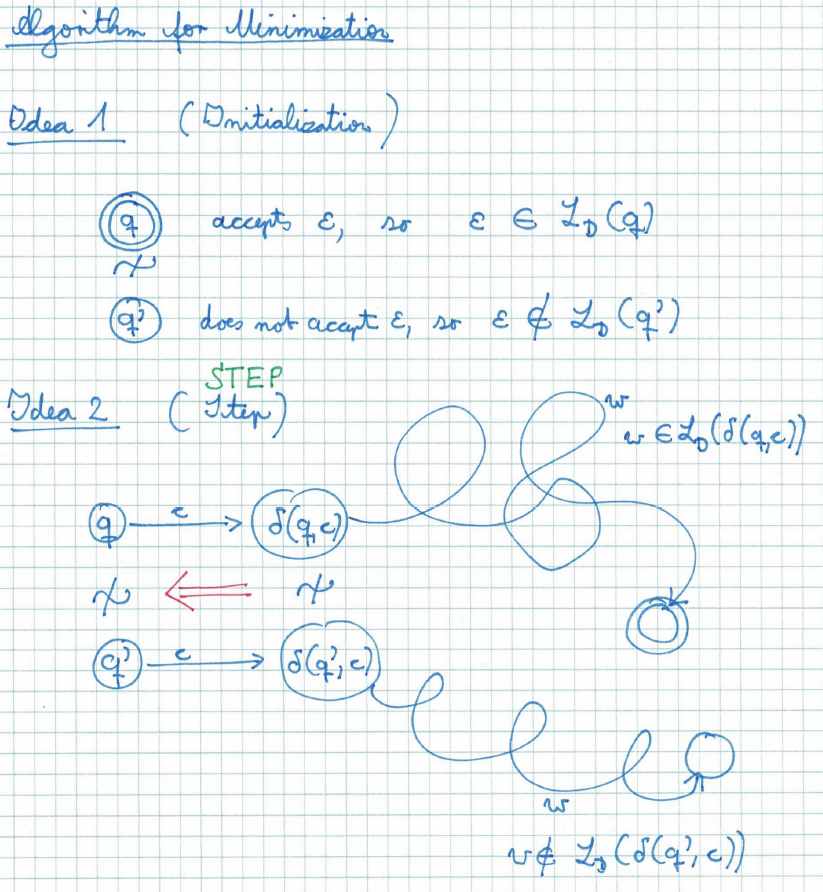 Algorithm for Minimization
Idea 1 (Initialization)
q accepts ε, so ε ∈ L_D(q)
≁
q' does not accept ε, so ε ∉ L_D(q')
STEP
Idea 2 (Step)
w
w ∈ L_D(δ(q,c))
q c δ(q,c)
≁ ⇐ ≁
q' c δ(q',c)
w
w ∉ L_D(δ(q',c))